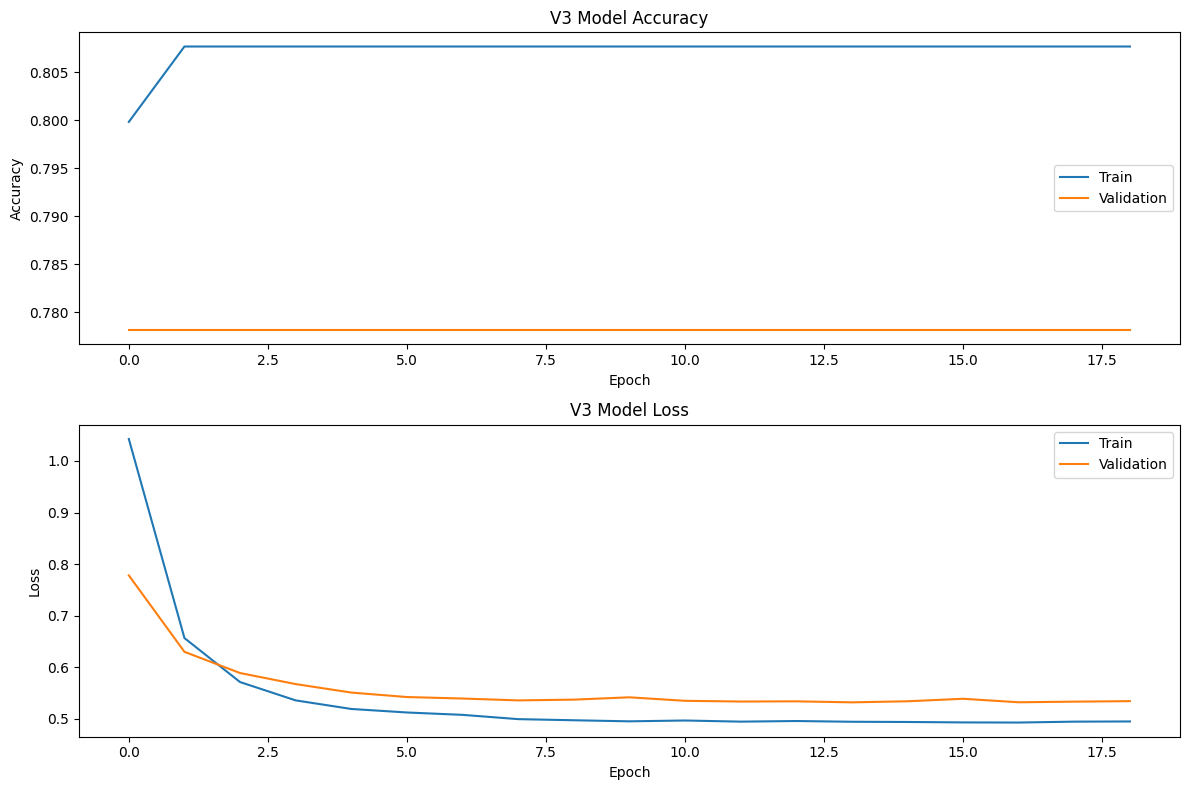 V3 Model Accuracy
0.805
0.800
0.795
0.790
0.785
0.780
Accuracy
Train
Validation
0.0 2.5 5.0 7.5 10.0 12.5 15.0 17.5
Epoch
V3 Model Loss
1.0
0.9
0.8
0.7
0.6
0.5
Loss
Train
Validation
0.0 2.5 5.0 7.5 10.0 12.5 15.0 17.5
Epoch